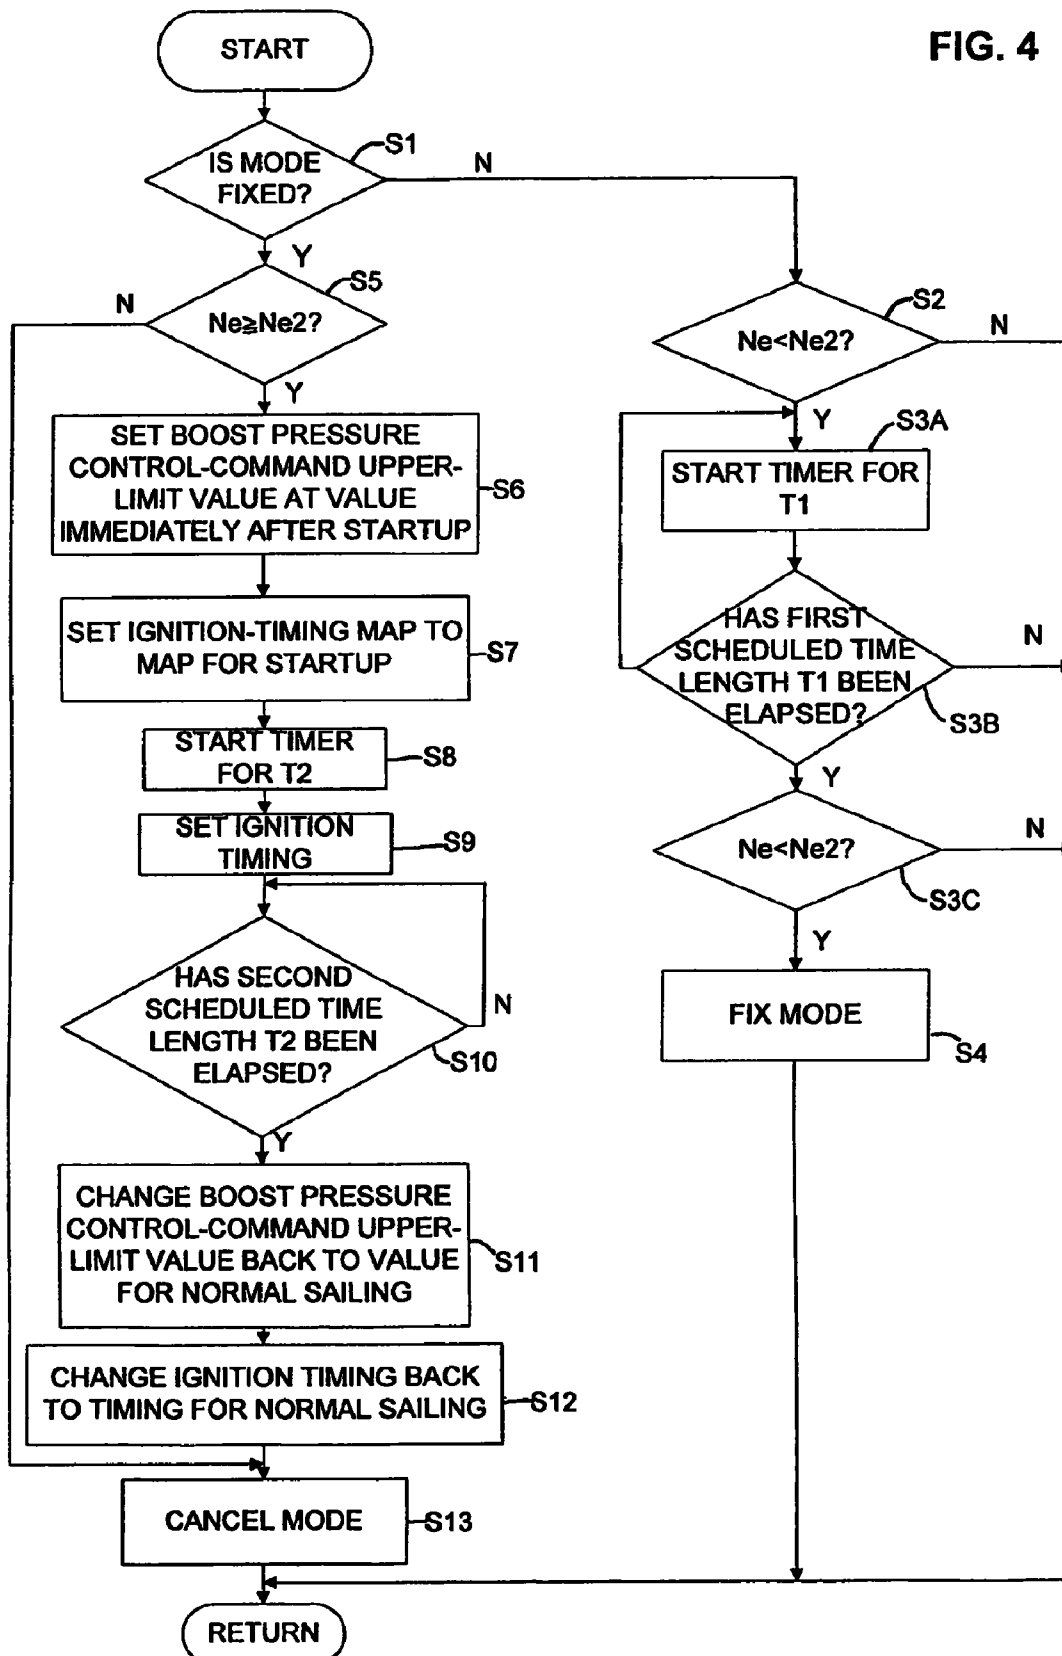 FIG. 4
START
IS MODE
FIXED?
S1
N
Y
Ne≧Ne2?
S5
N
Y
SET BOOST PRESSURE
CONTROL-COMMAND UPPER-
LIMIT VALUE AT VALUE
IMMEDIATELY AFTER STARTUP
S6
SET IGNITION-TIMING MAP TO
MAP FOR STARTUP
S7
START TIMER
FOR T2
S8
SET IGNITION
TIMING
S9
HAS SECOND
SCHEDULED TIME
LENGTH T2 BEEN
ELAPSED?
N
S10
Y
CHANGE BOOST PRESSURE
CONTROL-COMMAND UPPER-
LIMIT VALUE BACK TO VALUE
FOR NORMAL SAILING
S11
CHANGE IGNITION TIMING BACK
TO TIMING FOR NORMAL SAILING
S12
CANCEL MODE
S13
RETURN
Ne<Ne2?
S2
N
Y
S3A
START TIMER FOR
T1
HAS FIRST
SCHEDULED TIME
LENGTH T1 BEEN
ELAPSED?
N
S3B
Y
Ne<Ne2?
N
S3C
Y
FIX MODE
S4